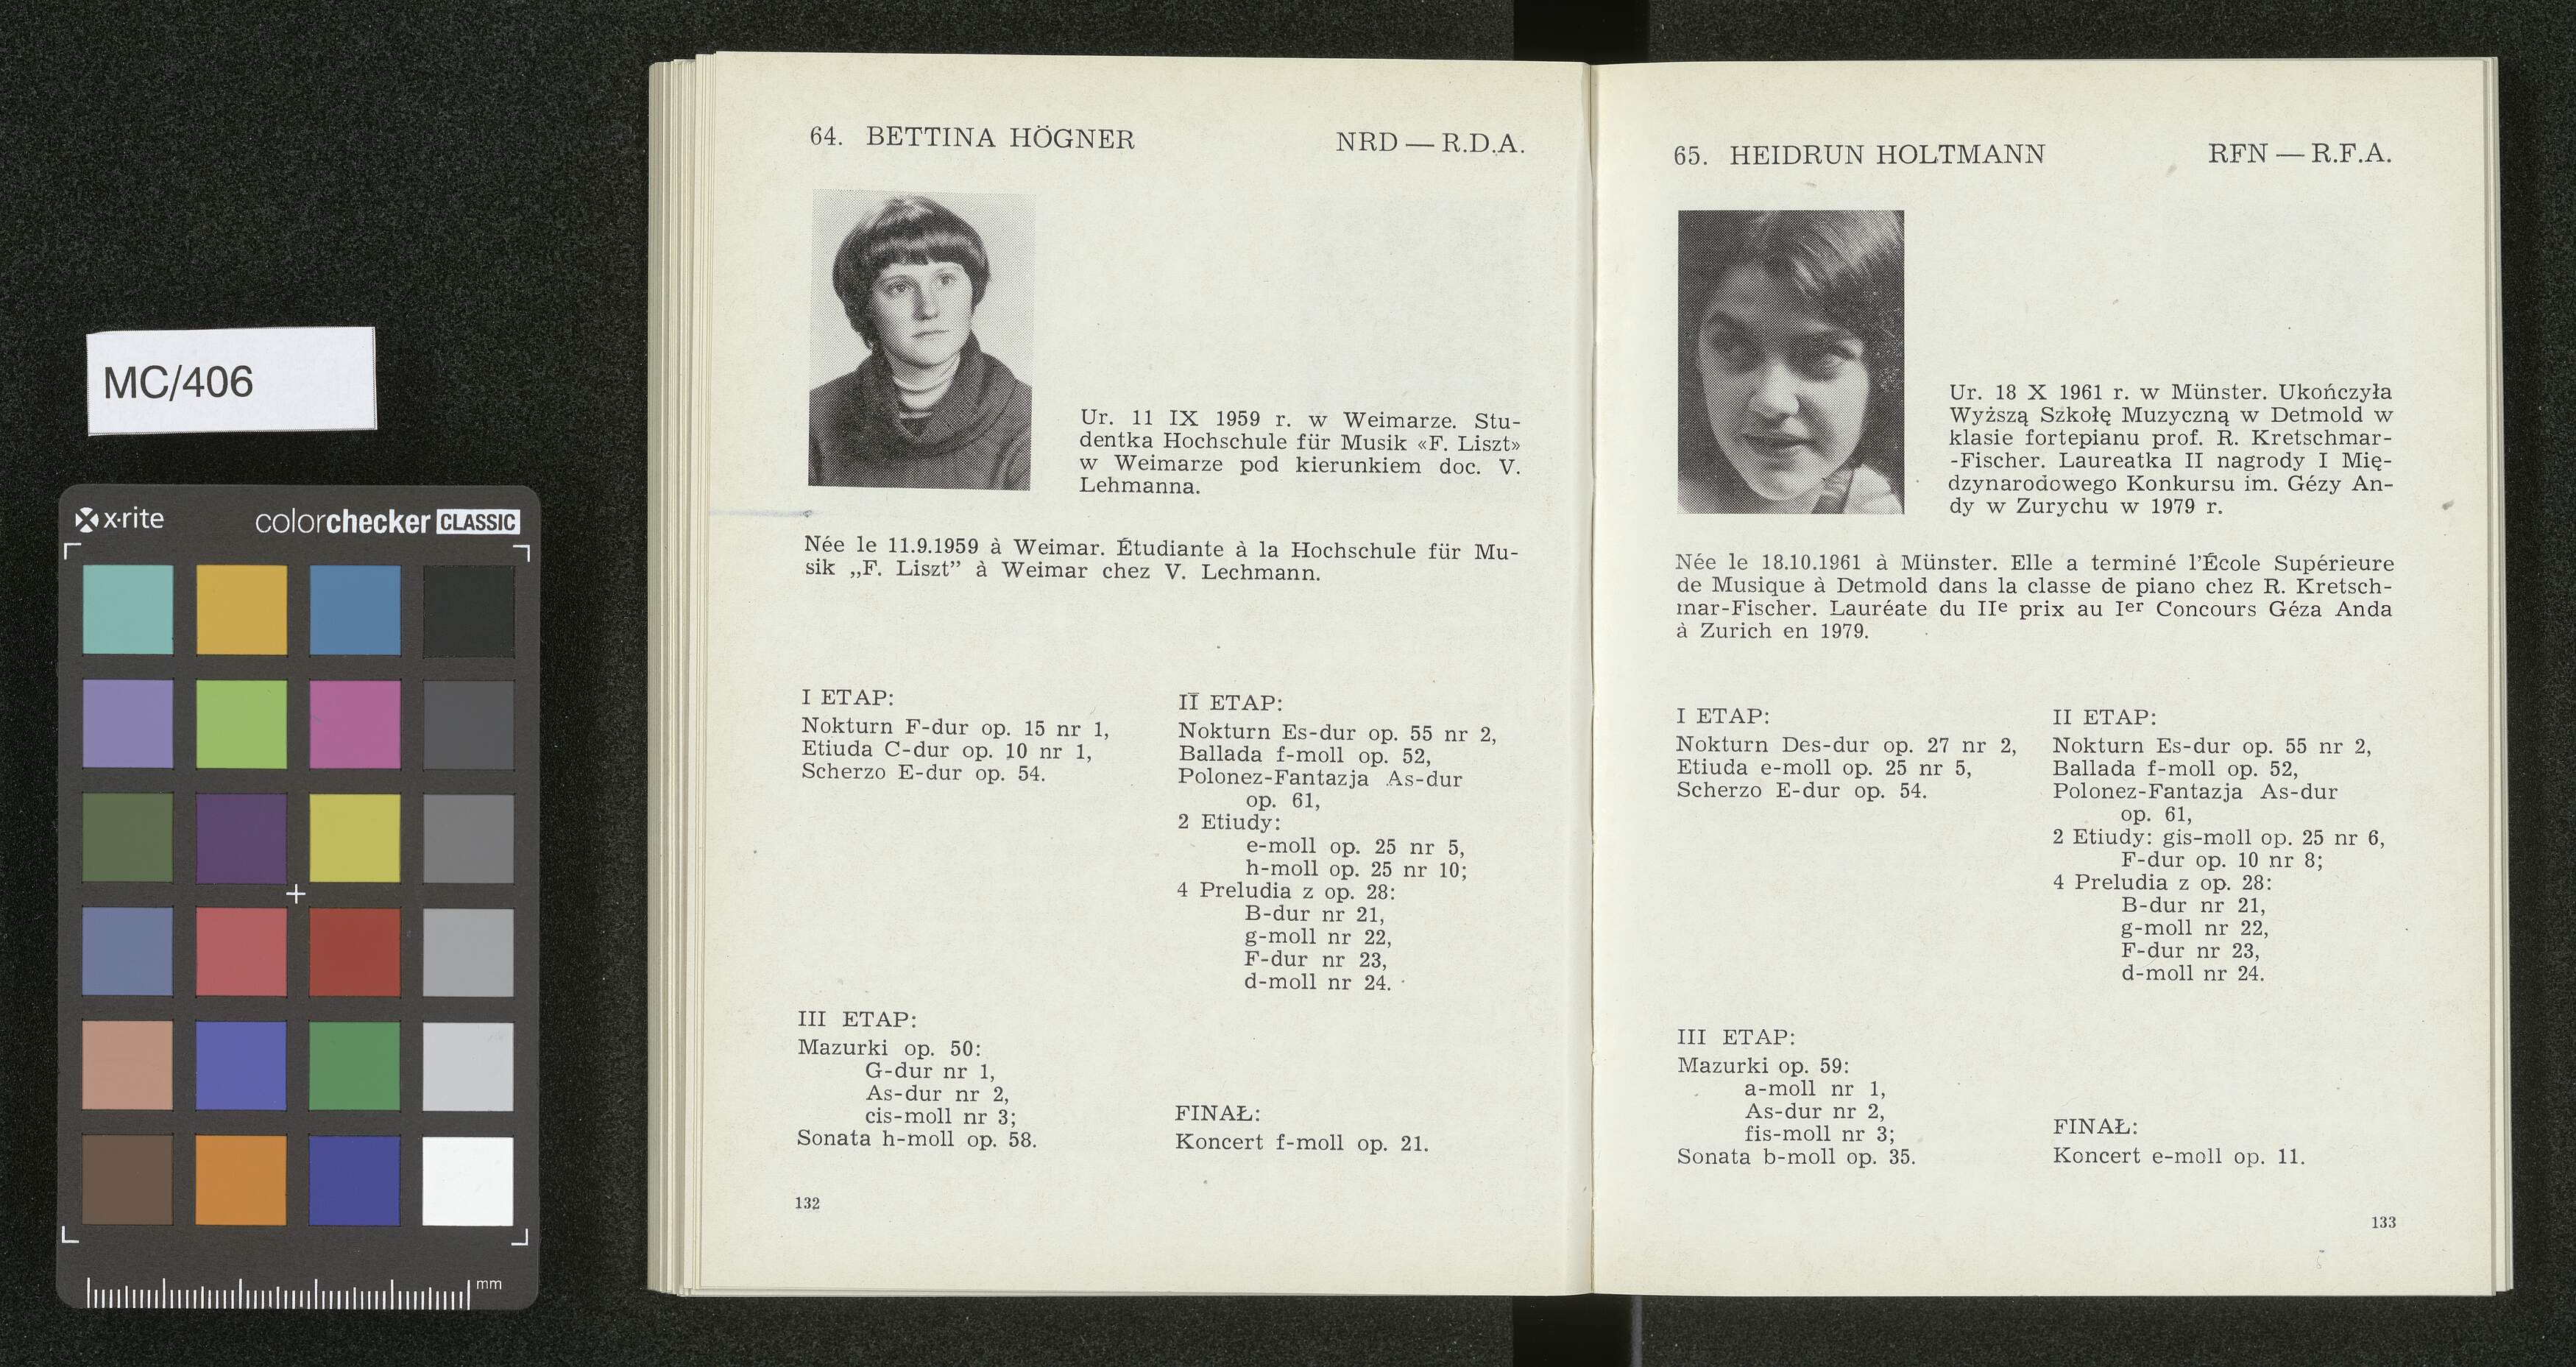 MC/406
x·rite
colorchecker CLASSIC
mm
64. BETTINA HÖGNER NRD — R.D.A.
Ur. 11 IX 1959 r. w Weimarze. Stu-
dentka Hochschule für Musik «F. Liszt»
w Weimarze pod kierunkiem doc. V.
Lehmanna.
Née le 11.9.1959 à Weimar. Étudiante à la Hochschule für Mu-
sik „F. Liszt” à Weimar chez V. Lechmann.
I ETAP:
Nokturn F-dur op. 15 nr 1,
Etiuda C-dur op. 10 nr 1,
Scherzo E-dur op. 54.
II ETAP:
Nokturn Es-dur op. 55 nr 2,
Ballada f-moll op. 52,
Polonez-Fantazja As-dur
op. 61,
2 Etiudy:
e-moll op. 25 nr 5,
h-moll op. 25 nr 10;
4 Preludia z op. 28:
B-dur nr 21,
g-moll nr 22,
F-dur nr 23,
d-moll nr 24.
III ETAP:
Mazurki op. 50:
G-dur nr 1,
As-dur nr 2,
cis-moll nr 3;
Sonata h-moll op. 58.
FINAŁ:
Koncert f-moll op. 21.
132
65. HEIDRUN HOLTMANN RFN — R.F.A.
Ur. 18 X 1961 r. w Münster. Ukończyła
Wyższą Szkołę Muzyczną w Detmold w
klasie fortepianu prof. R. Kretschmar-
-Fischer. Laureatka II nagrody I Mię-
dzynarodowego Konkursu im. Gézy An-
dy w Zurychu w 1979 r.
Née le 18.10.1961 à Münster. Elle a terminé l'École Supérieure
de Musique à Detmold dans la classe de piano chez R. Kretsch-
mar-Fischer. Lauréate du IIe prix au Ier Concours Géza Anda
à Zurich en 1979.
I ETAP:
Nokturn Des-dur op. 27 nr 2,
Etiuda e-moll op. 25 nr 5,
Scherzo E-dur op. 54.
II ETAP:
Nokturn Es-dur op. 55 nr 2,
Ballada f-moll op. 52,
Polonez-Fantazja As-dur
op. 61,
2 Etiudy: gis-moll op. 25 nr 6,
F-dur op. 10 nr 8;
4 Preludia z op. 28:
B-dur nr 21,
g-moll nr 22,
F-dur nr 23,
d-moll nr 24.
III ETAP:
Mazurki op. 59:
a-moll nr 1,
As-dur nr 2,
fis-moll nr 3;
Sonata b-moll op. 35.
FINAŁ:
Koncert e-moll op. 11.
133